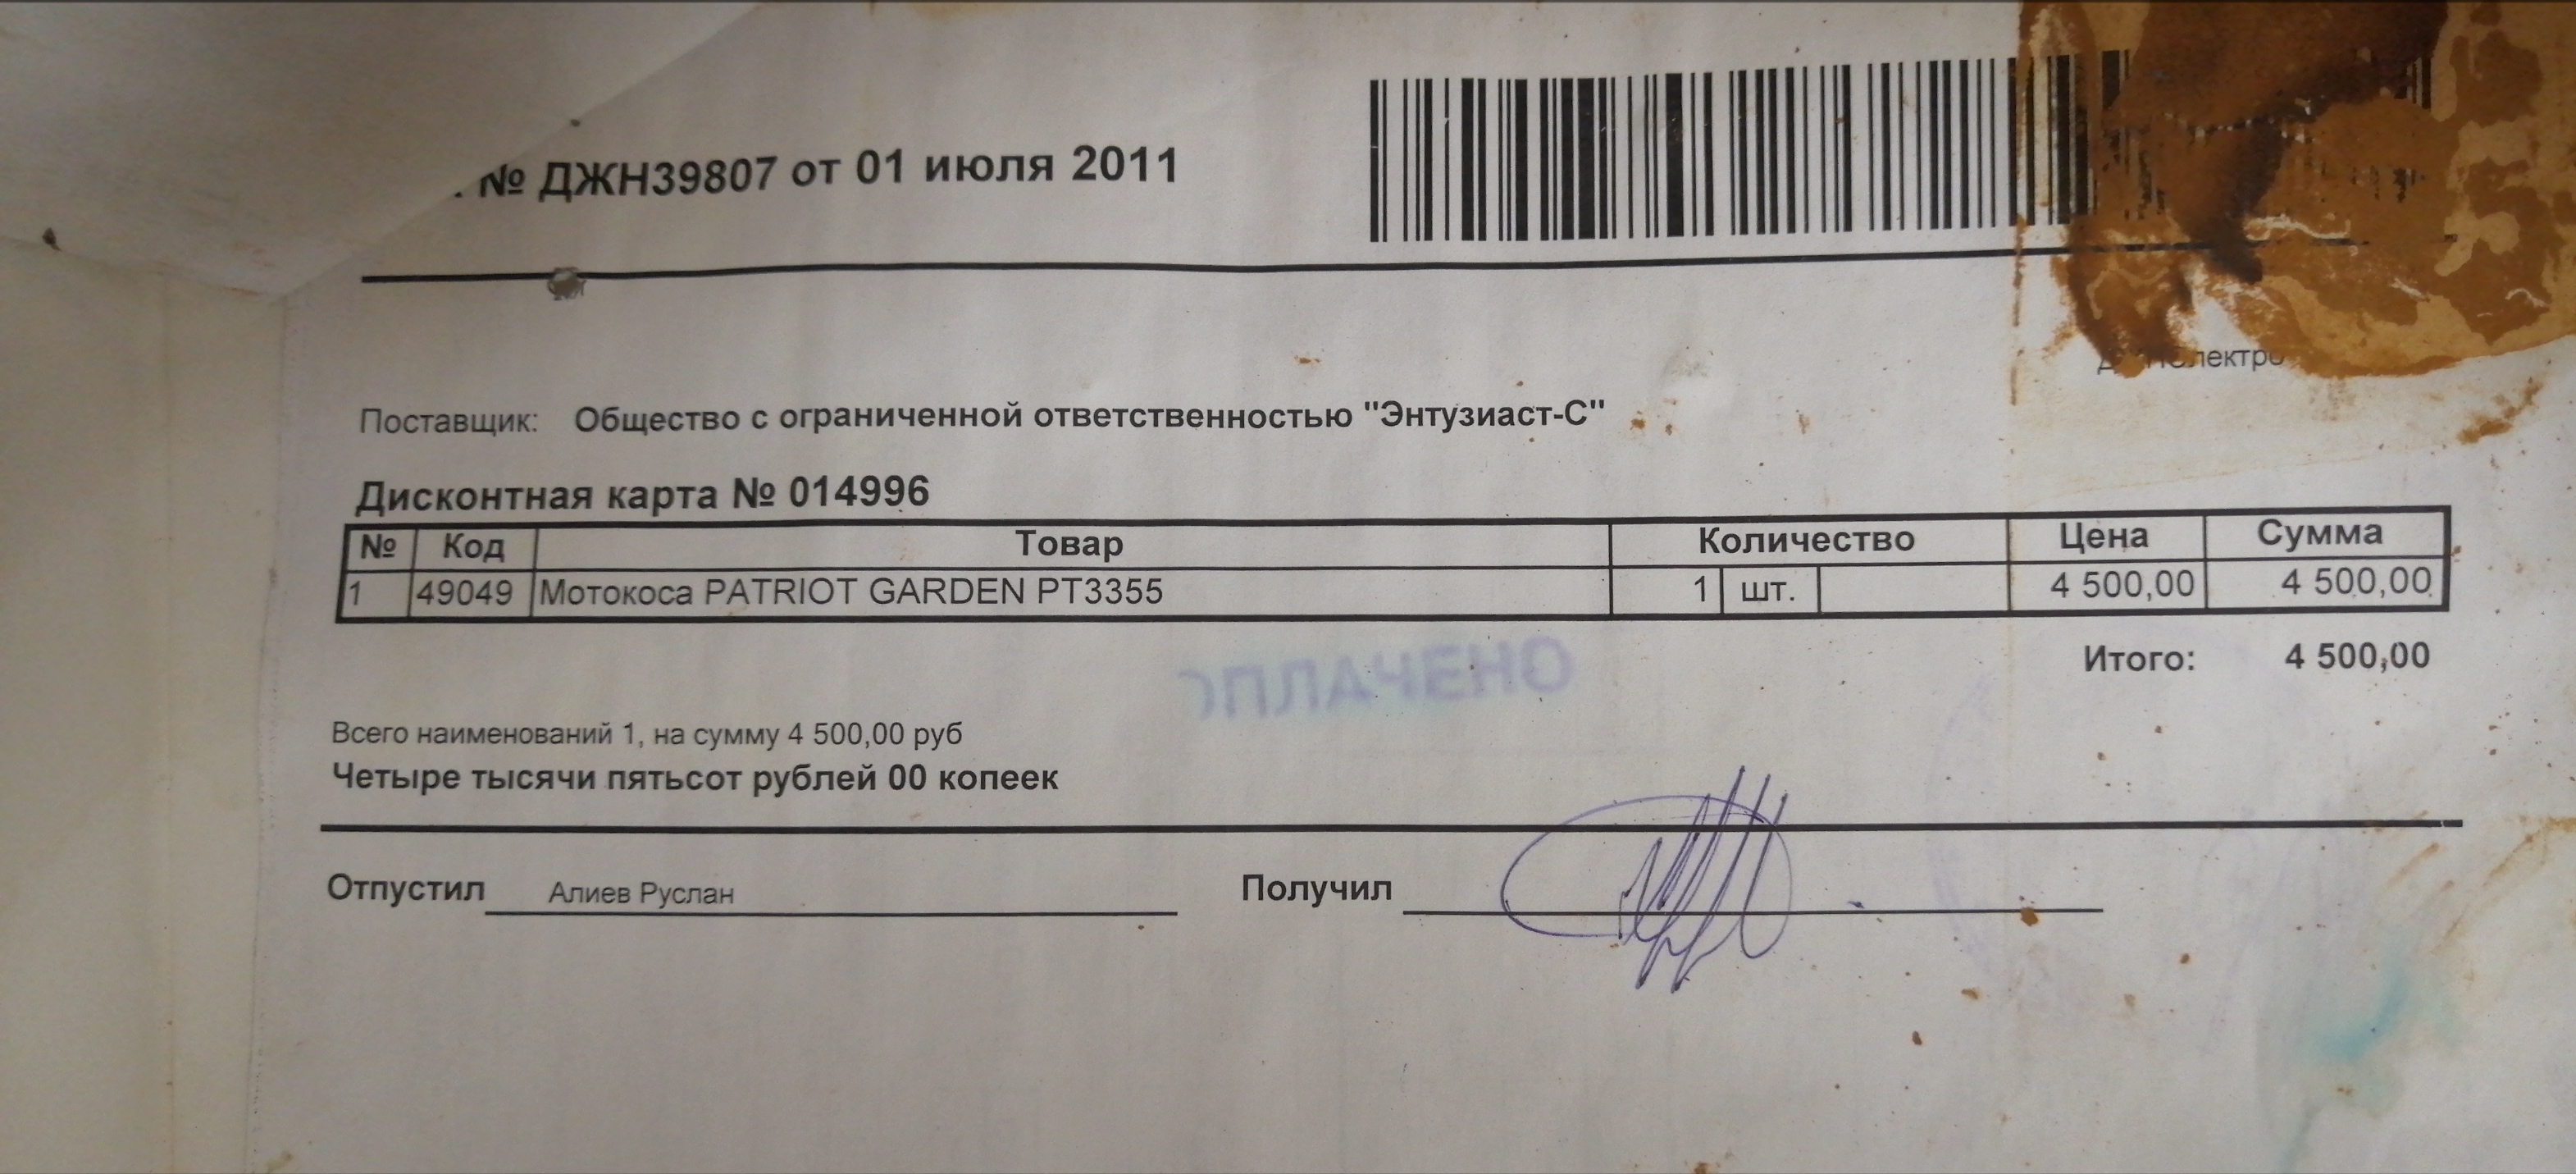 № ДЖН39807 от 01 июля 2011
Поставщик: Общество с ограниченной ответственностью "Энтузиаст-С"
Дисконтная карта № 014996
№ Код Товар Количество Цена Сумма
1 49049 Мотокоса PATRIOT GARDEN PT3355 1 шт. 4 500,00 4 500,00
Итого: 4 500,00
ОПЛАЧЕНО
Всего наименований 1, на сумму 4 500,00 руб
Четыре тысячи пятьсот рублей 00 копеек
Отпустил Алиев Руслан Получил